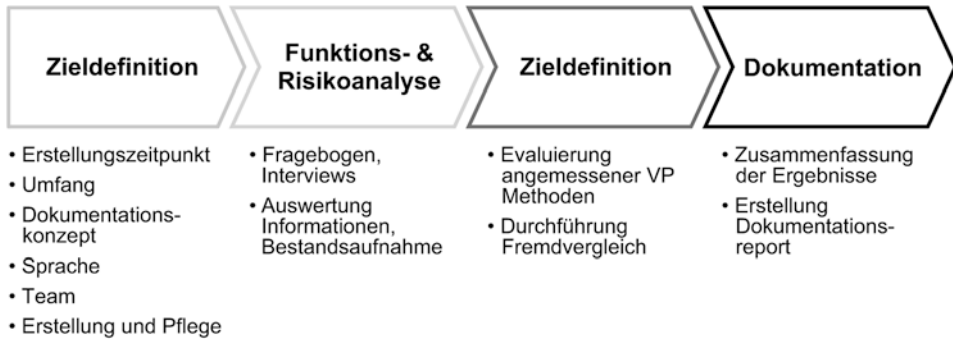 Zieldefinition
Funktions- &
Risikoanalyse
Zieldefinition
Dokumentation
• Erstellungszeitpunkt
• Umfang
• Dokumentations-
konzept
• Sprache
• Team
• Erstellung und Pflege
• Fragebogen,
Interviews
• Auswertung
Informationen,
Bestandsaufnahme
• Evaluierung
angemessener VP
Methoden
• Durchführung
Fremdvergleich
• Zusammenfassung
der Ergebnisse
• Erstellung
Dokumentations-
report